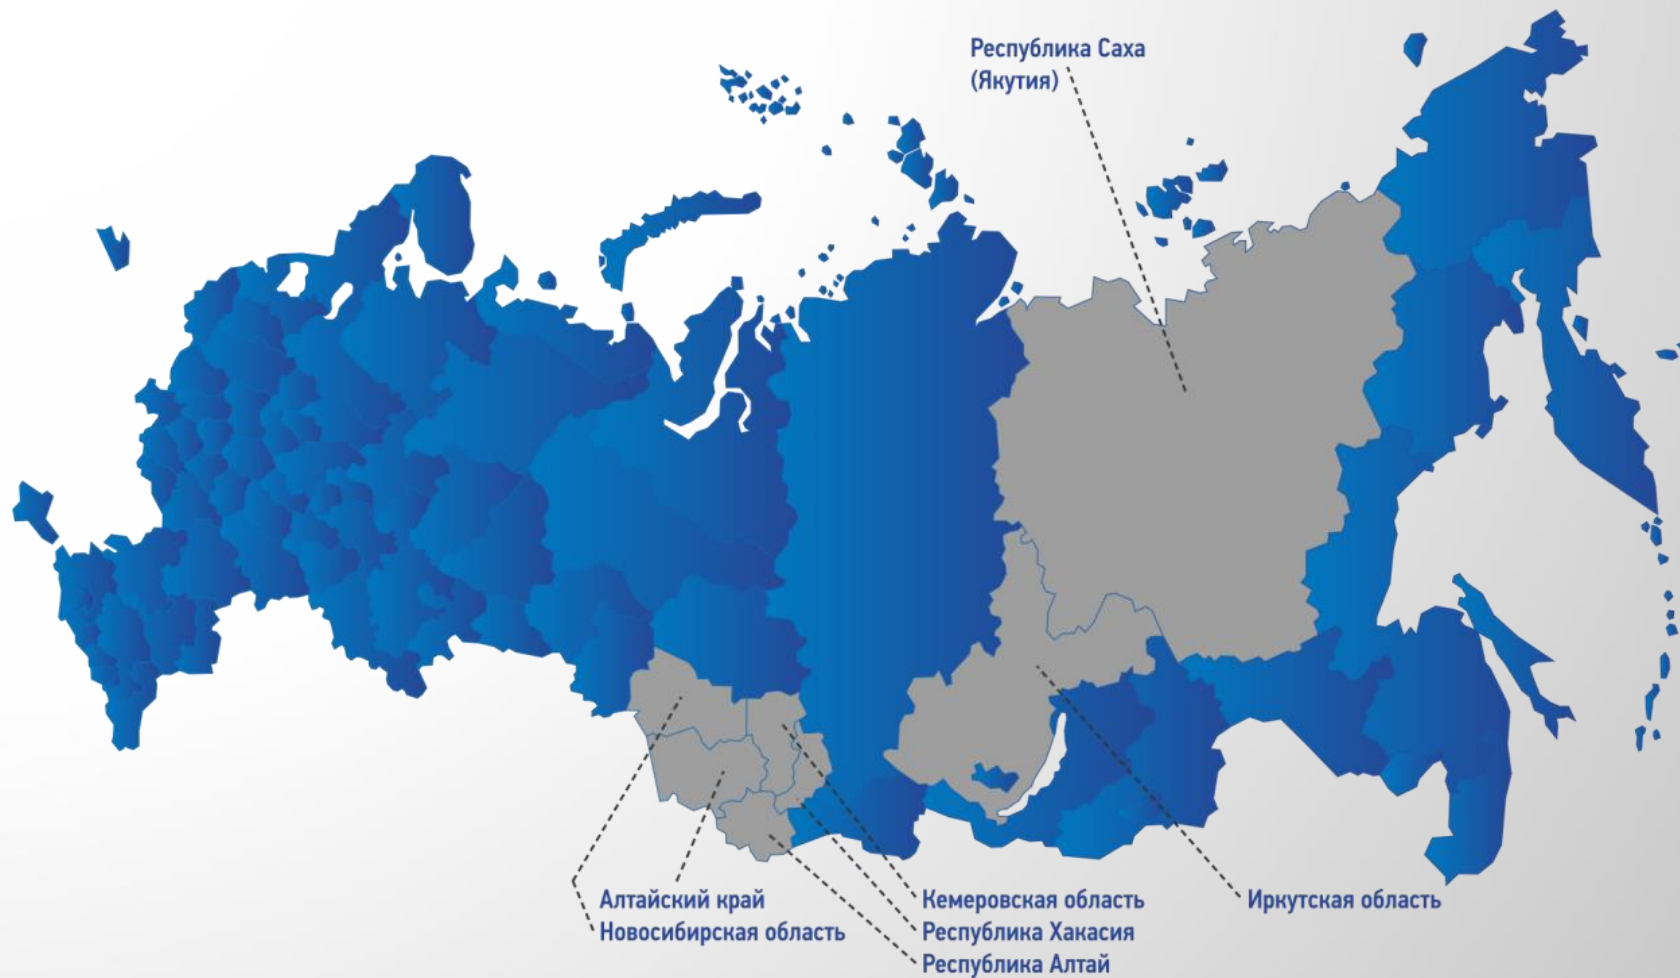 Республика Саха
(Якутия)
Алтайский край
Новосибирская область
Кемеровская область
Республика Хакасия
Республика Алтай
Иркутская область